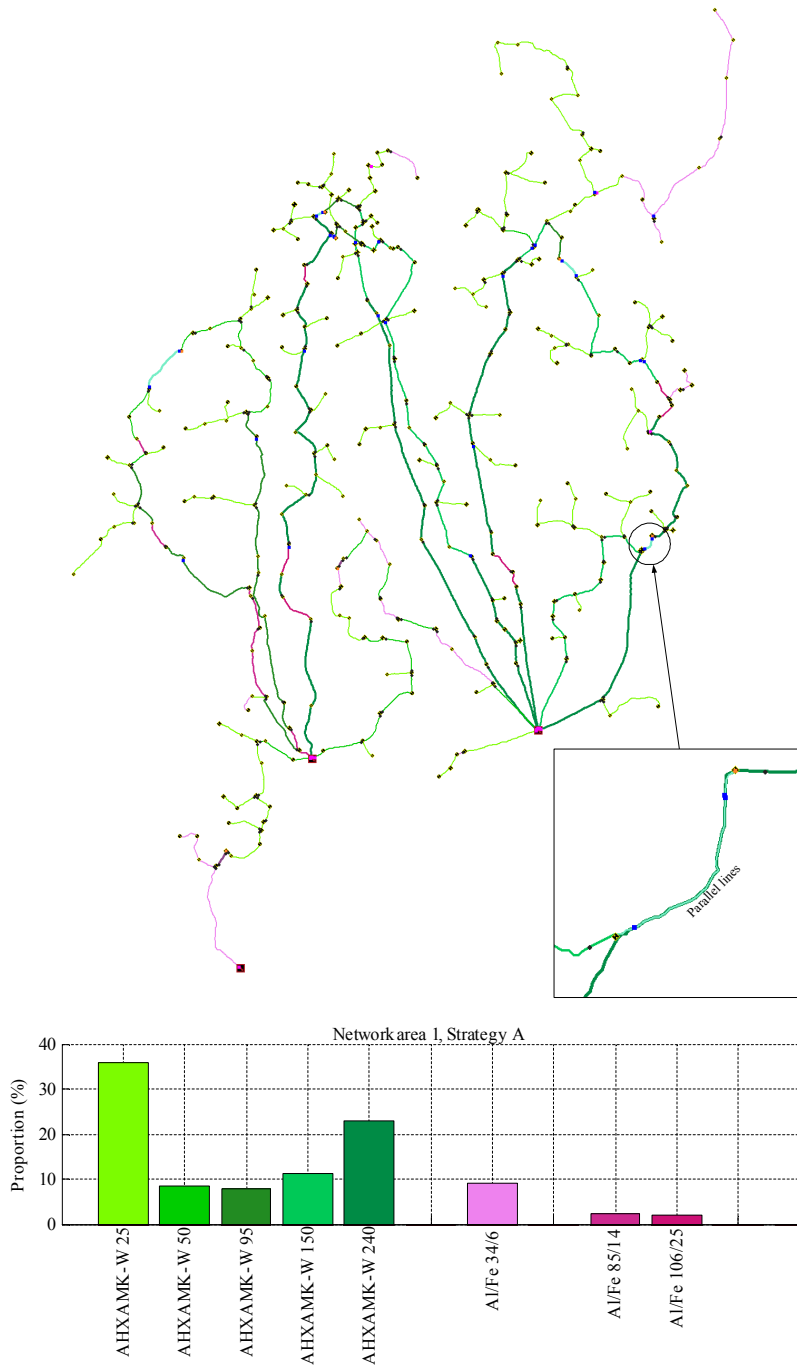 Parallel lines
Network area 1, Strategy A
Proportion (%)
40
30
20
10
0
AHXAMK-W 25
AHXAMK-W 50
AHXAMK-W 95
AHXAMK-W 150
AHXAMK-W 240
Al/Fe 34/6
Al/Fe 85/14
Al/Fe 106/25